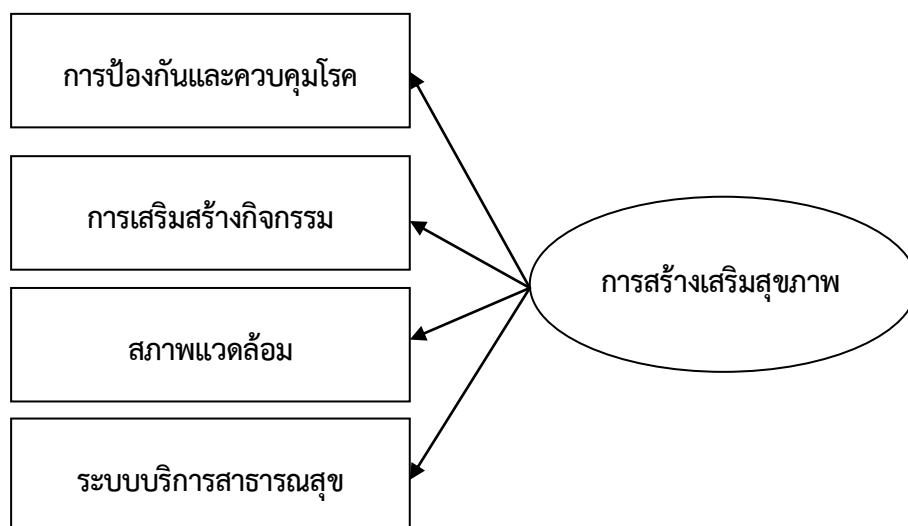 การป้องกันและควบคุมโรค
การเสริมสร้างกิจกรรม
การสร้างเสริมสุขภาพ
สภาพแวดล้อม
ระบบบริการสาธารณสุข